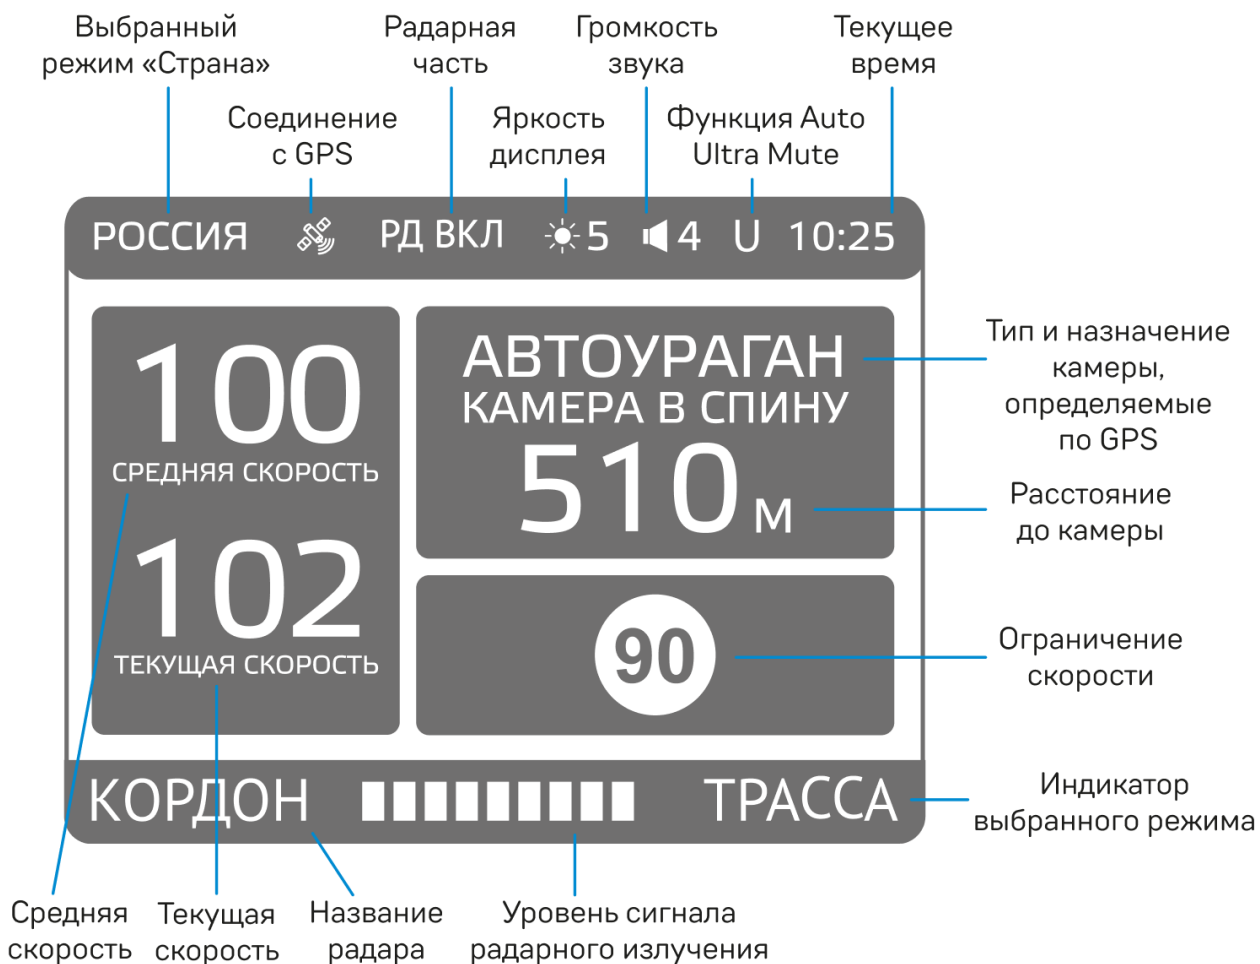 Выбранный
режим «Страна»
Радарная
часть
Громкость
звука
Текущее
время
Соединение
с GPS
Яркость
дисплея
Функция Auto
Ultra Mute
РОССИЯ РД ВКЛ 5 4 U 10:25
100
СРЕДНЯЯ СКОРОСТЬ
102
ТЕКУЩАЯ СКОРОСТЬ
АВТОУРАГАН
КАМЕРА В СПИНУ
510 м
90
Тип и назначение
камеры,
определяемые
по GPS
Расстояние
до камеры
Ограничение
скорости
КОРДОН ТРАССА
Индикатор
выбранного режима
Средняя
скорость
Текущая
скорость
Название
радара
Уровень сигнала
радарного излучения